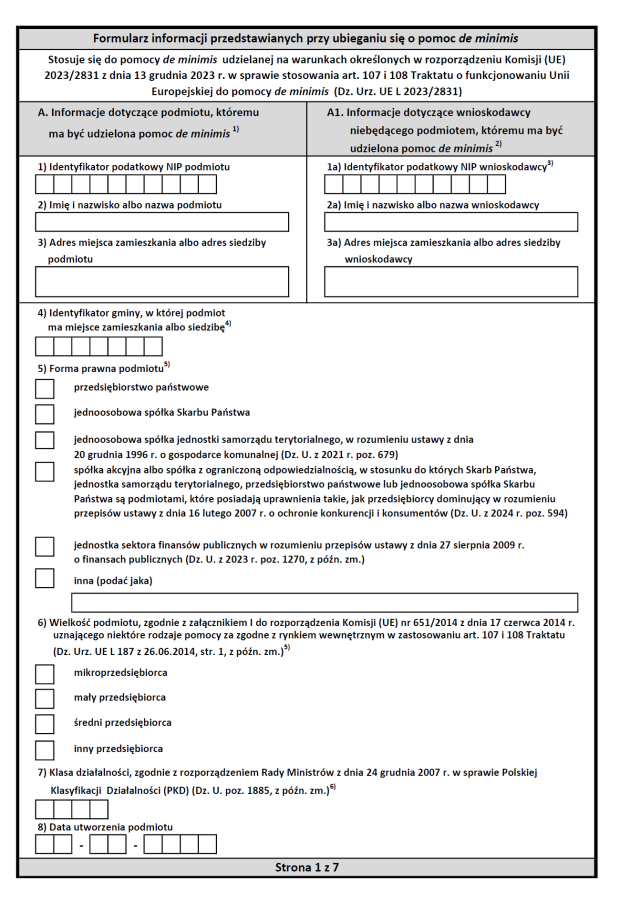 Formularz informacji przedstawianych przy ubieganiu się o pomoc de minimis
Stosuje się do pomocy de minimis udzielanej na warunkach określonych w rozporządzeniu Komisji (UE)
2023/2831 z dnia 13 grudnia 2023 r. w sprawie stosowania art. 107 i 108 Traktatu o funkcjonowaniu Unii
Europejskiej do pomocy de minimis (Dz. Urz. UE L 2023/2831)
A. Informacje dotyczące podmiotu, któremu
ma być udzielona pomoc de minimis 1)
A1. Informacje dotyczące wnioskodawcy
niebędącego podmiotem, któremu ma być
udzielona pomoc de minimis 2)
1) Identyfikator podatkowy NIP podmiotu
1a) Identyfikator podatkowy NIP wnioskodawcy3)
2) Imię i nazwisko albo nazwa podmiotu
2a) Imię i nazwisko albo nazwa wnioskodawcy
3) Adres miejsca zamieszkania albo adres siedziby
podmiotu
3a) Adres miejsca zamieszkania albo adres siedziby
wnioskodawcy
4) Identyfikator gminy, w której podmiot
ma miejsce zamieszkania albo siedzibę4)
5) Forma prawna podmiotu5)
przedsiębiorstwo państwowe
jednoosobowa spółka Skarbu Państwa
jednoosobowa spółka jednostki samorządu terytorialnego, w rozumieniu ustawy z dnia
20 grudnia 1996 r. o gospodarce komunalnej (Dz. U. z 2021 r. poz. 679)
spółka akcyjna albo spółka z ograniczoną odpowiedzialnością, w stosunku do których Skarb Państwa,
jednostka samorządu terytorialnego, przedsiębiorstwo państwowe lub jednoosobowa spółka Skarbu
Państwa są podmiotami, które posiadają uprawnienia takie, jak przedsiębiorcy dominujący w rozumieniu
przepisów ustawy z dnia 16 lutego 2007 r. o ochronie konkurencji i konsumentów (Dz. U. z 2024 r. poz. 594)
jednostka sektora finansów publicznych w rozumieniu przepisów ustawy z dnia 27 sierpnia 2009 r.
o finansach publicznych (Dz. U. z 2023 r. poz. 1270, z późn. zm.)
inna (podać jaka)
6) Wielkość podmiotu, zgodnie z załącznikiem I do rozporządzenia Komisji (UE) nr 651/2014 z dnia 17 czerwca 2014 r.
uznającego niektóre rodzaje pomocy za zgodne z rynkiem wewnętrznym w zastosowaniu art. 107 i 108 Traktatu
(Dz. Urz. UE L 187 z 26.06.2014, str. 1, z późn. zm.)5)
mikroprzedsiębiorca
mały przedsiębiorca
średni przedsiębiorca
inny przedsiębiorca
7) Klasa działalności, zgodnie z rozporządzeniem Rady Ministrów z dnia 24 grudnia 2007 r. w sprawie Polskiej
Klasyfikacji Działalności (PKD) (Dz. U. poz. 1885, z późn. zm.)6)
8) Data utworzenia podmiotu
- -
Strona 1 z 7